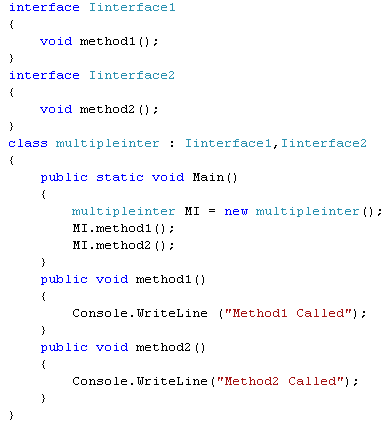 interface Iinterface1
{
    void method1();
}
interface Iinterface2
{
    void method2();
}
class multipleinter : Iinterface1,Iinterface2
{
    public static void Main()
    {
        multipleinter MI = new multipleinter();
        MI.method1();
        MI.method2();
    }
    public void method1()
    {
        Console.WriteLine ("Method1 Called");
    }
    public void method2()
    {
        Console.WriteLine("Method2 Called");
    }
}